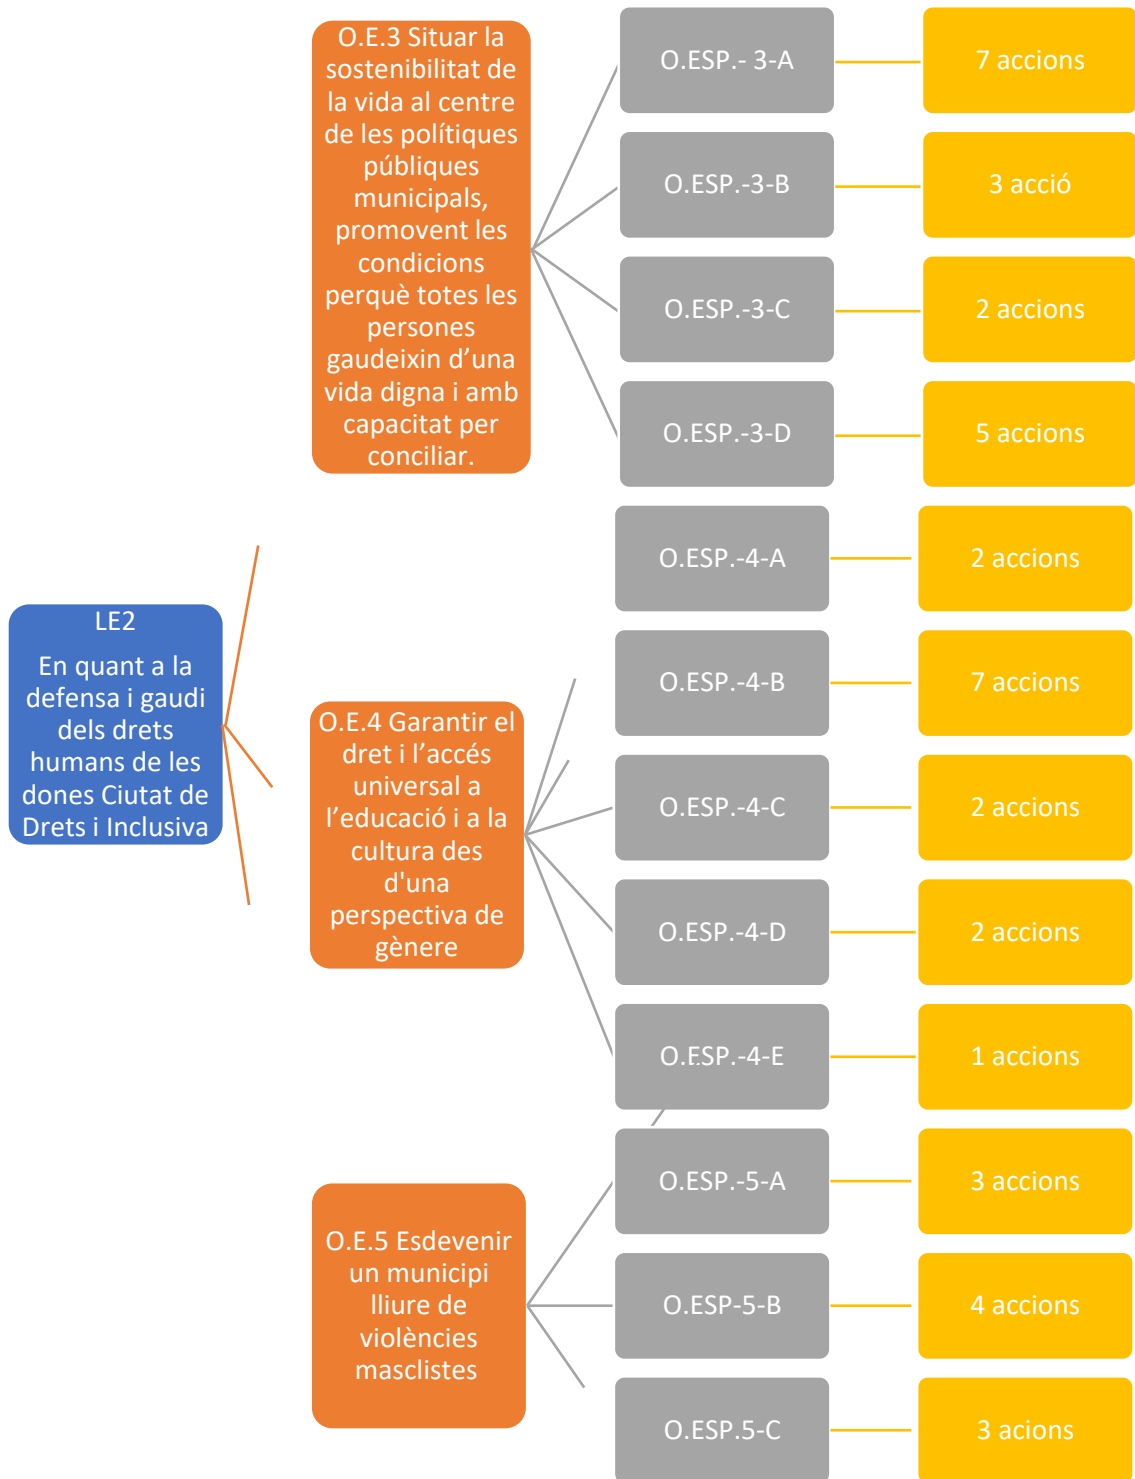 O.E.3 Situar la
sostenibilitat de
la vida al centre
de les polítiques
públiques
municipals,
promovent les
condicions
perquè totes les
persones
gaudeixin d’una
vida digna i amb
capacitat per
conciliar.
O.ESP.- 3-A
7 accions
O.ESP.-3-B
3 acció
O.ESP.-3-C
2 accions
O.ESP.-3-D
5 accions
LE2
En quant a la
defensa i gaudi
dels drets
humans de les
dones Ciutat de
Drets i Inclusiva
O.E.4 Garantir el
dret i l’accés
universal a
l’educació i a la
cultura des
d'una
perspectiva de
gènere
O.ESP.-4-A
2 accions
O.ESP.-4-B
7 accions
O.ESP.-4-C
2 accions
O.ESP.-4-D
2 accions
O.ESP.-4-E
1 accions
O.E.5 Esdevenir
un municipi
lliure de
violències
masclistes
O.ESP.-5-A
3 accions
O.ESP-5-B
4 accions
O.ESP.5-C
3 acions